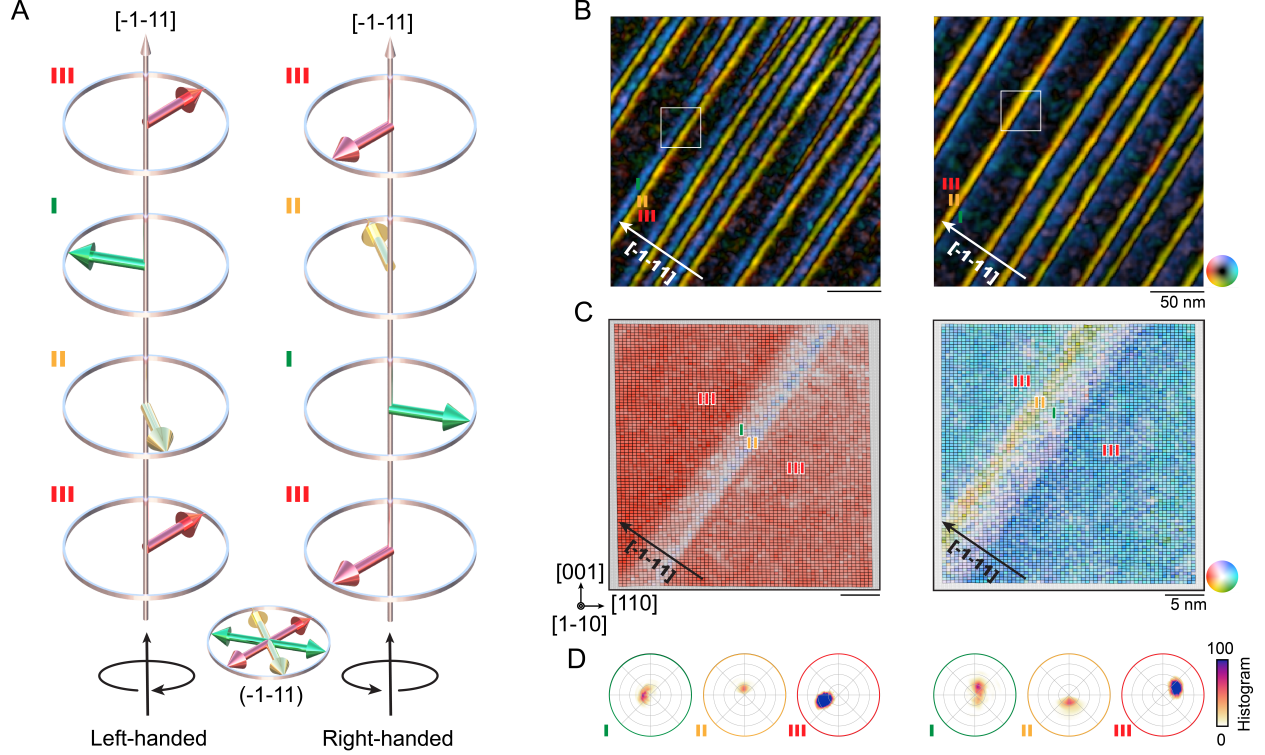 A
[-1-11]
[-1-11]
III
III
I
II
II
I
III
III
(-1-11)
Left-handed
Right-handed
B
I
II
III
[-1-11]
III
II
I
[-1-11]
50 nm
C
III
I
II
III
[-1-11]
III
II
I
III
[-1-11]
[001]
[110]
[1-10]
5 nm
D
I
II
III
I
II
III
100
Histogram
0